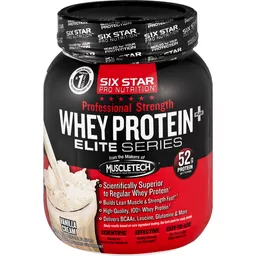 SIX STAR
PRO NUTRITION
Professional Strength
WHEY PROTEIN+
ELITE SERIES
from the Makers of
MUSCLETECH
52g
PROTEIN
Scientifically Superior
to Regular Whey Protein
Builds Lean Muscle & Strength Fast
High-Quality, 100% Whey Protein
Delivers BCAAs, Leucine, Glutamine & More
VANILLA
CREAM